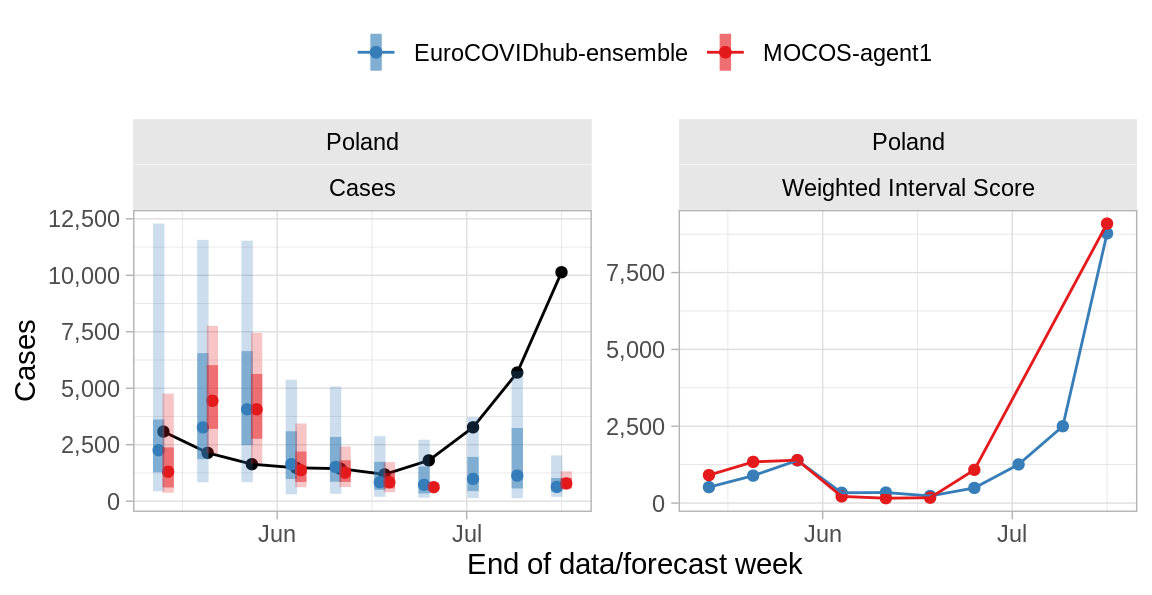 EuroCOVIDhub-ensemble MOCOS-agent1
Poland
Cases
Cases
12,500
10,000
7,500
5,000
2,500
0
Jun Jul
Poland
Weighted Interval Score
7,500
5,000
2,500
0
Jun Jul
End of data/forecast week